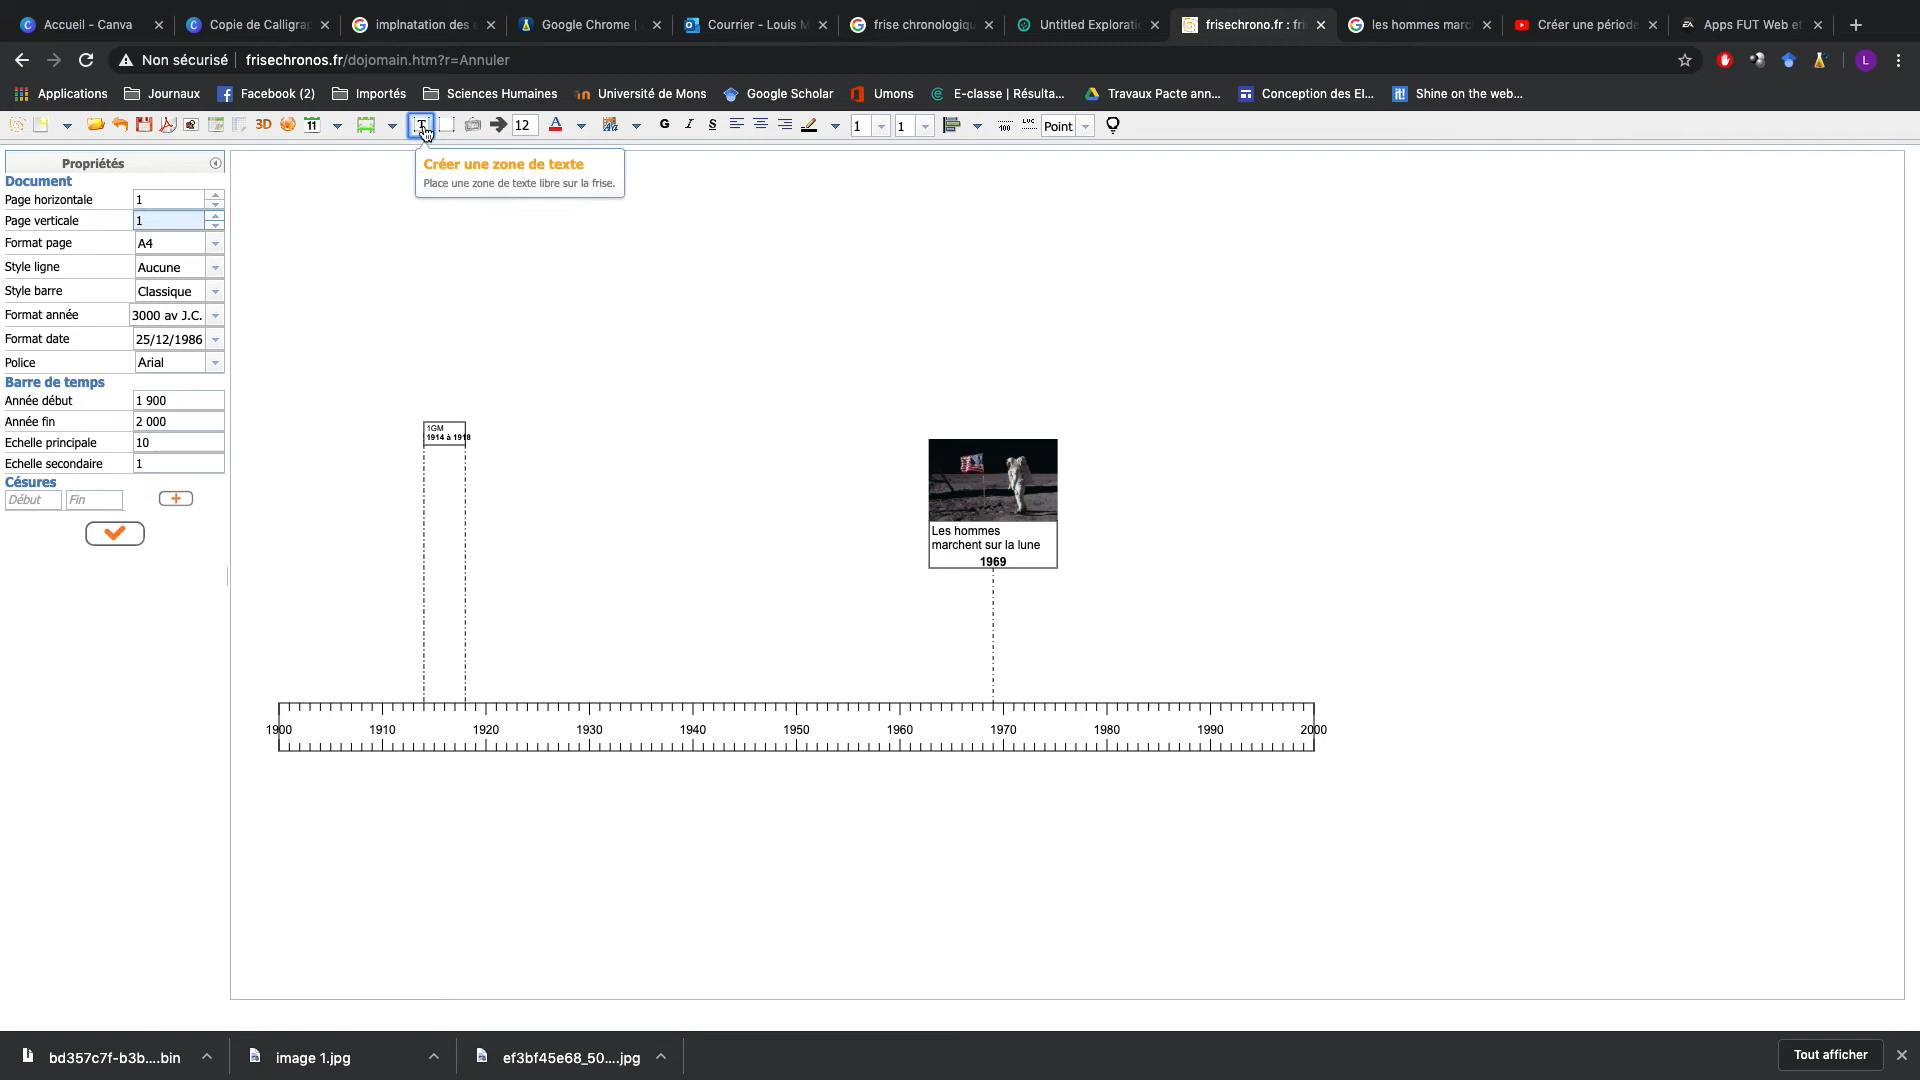 Accueil - Canva
Copie de Calligrap
implnatation des
Google Chrome |
Courrier - Louis M
frise chronologiqu
Untitled Exploratio
frisechrono.fr : fri
les hommes marc
Créer une période
Apps FUT Web et
Non sécurisé
frisechronos.fr/dojomain.htm?r=Annuler
L
Applications
Journaux
Facebook (2)
Importés
Sciences Humaines
Université de Mons
Google Scholar
Umons
E-classe | Résulta...
Travaux Pacte ann...
Conception des El...
Shine on the web...
3D
11
T
12
A
G
I
S
1
1
100
Point
Créer une zone de texte
Place une zone de texte libre sur la frise.
Propriétés
Document
Page horizontale 1
Page verticale 1
Format page A4
Style ligne Aucune
Style barre Classique
Format année 3000 av J.C.
Format date 25/12/1986
Police Arial
Barre de temps
Année début 1 900
Année fin 2 000
Echelle principale 10
Echelle secondaire 1
Césures
Début Fin
1GM
1914 à 1918
Les hommes
marchent sur la lune
1969
1900 1910 1920 1930 1940 1950 1960 1970 1980 1990 2000
bd357c7f-b3b....bin
image 1.jpg
ef3bf45e68_50....jpg
Tout afficher